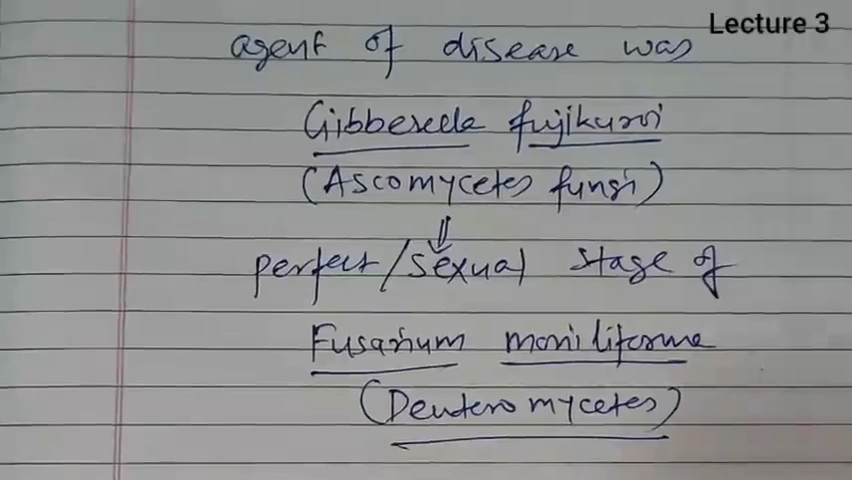 Lecture 3
agent of disease was
Gibberella fujikuroi
(Ascomycetes fungi)
⇓
perfect/sexual stage of
Fusarium moniliforme
(Deuteromycetes)